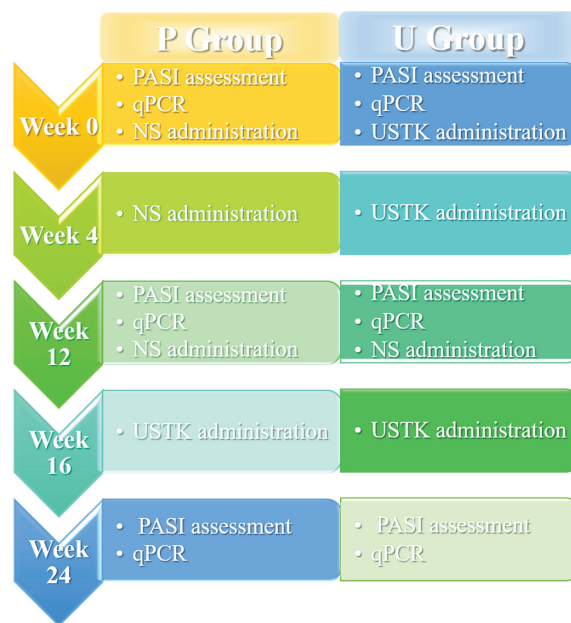 P Group
U Group
Week 0
• PASI assessment
• qPCR
• NS administration
• PASI assessment
• qPCR
• USTK administration
Week 4
• NS administration
• USTK administration
Week
12
• PASI assessment
• qPCR
• NS administration
• PASI assessment
• qPCR
• NS administration
Week
16
• USTK administration
• USTK administration
Week
24
• PASI assessment
• qPCR
• PASI assessment
• qPCR